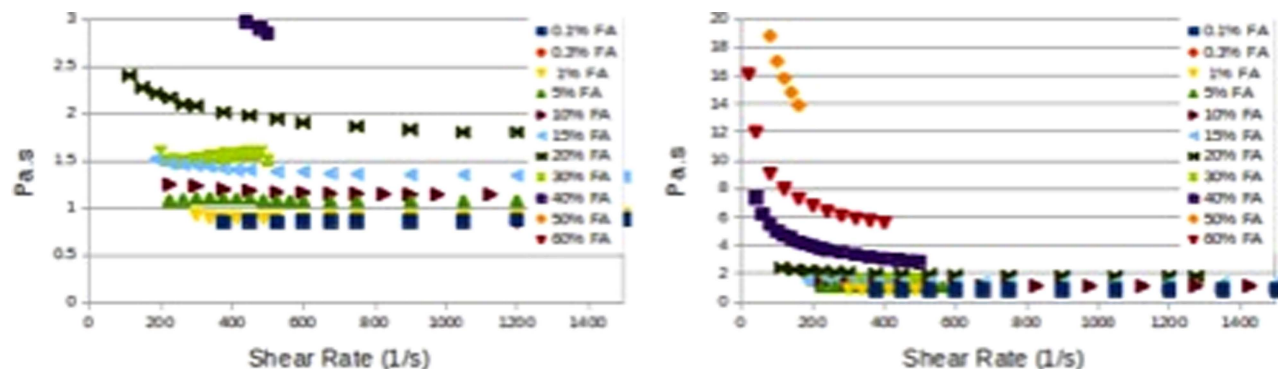 3
2.5
2
1.5
1
0.5
0
0 200 400 600 800 1000 1200 1400
Pa.s
Shear Rate (1/s)
0.1% FA
0.3% FA
1% FA
5% FA
10% FA
15% FA
20% FA
30% FA
40% FA
50% FA
60% FA
20
18
16
14
12
10
8
6
4
2
0
0 200 400 600 800 1000 1200 1400
Pa.s
Shear Rate (1/s)
0.1% FA
0.3% FA
1% FA
5% FA
10% FA
15% FA
20% FA
30% FA
40% FA
50% FA
60% FA